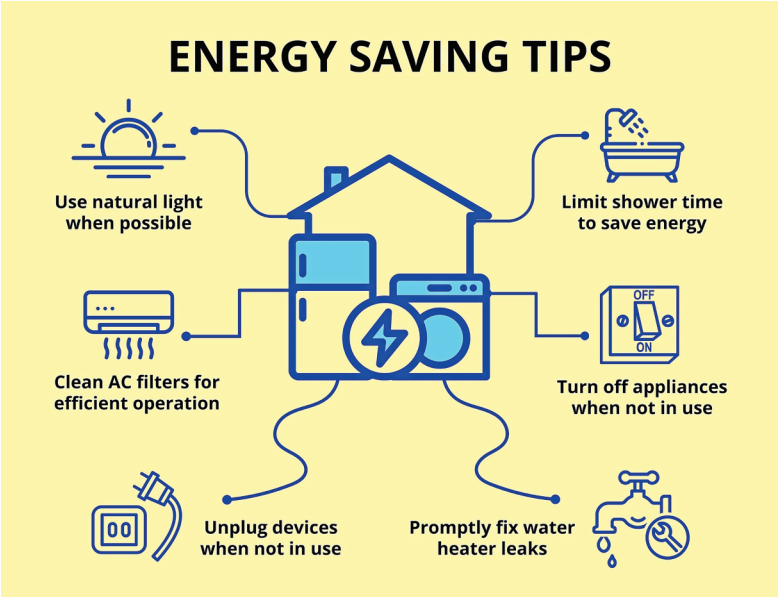 ENERGY SAVING TIPS
Use natural light
when possible
Limit shower time
to save energy
Clean AC filters for
efficient operation
OFF
ON
Turn off appliances
when not in use
Unplug devices
when not in use
Promptly fix water
heater leaks